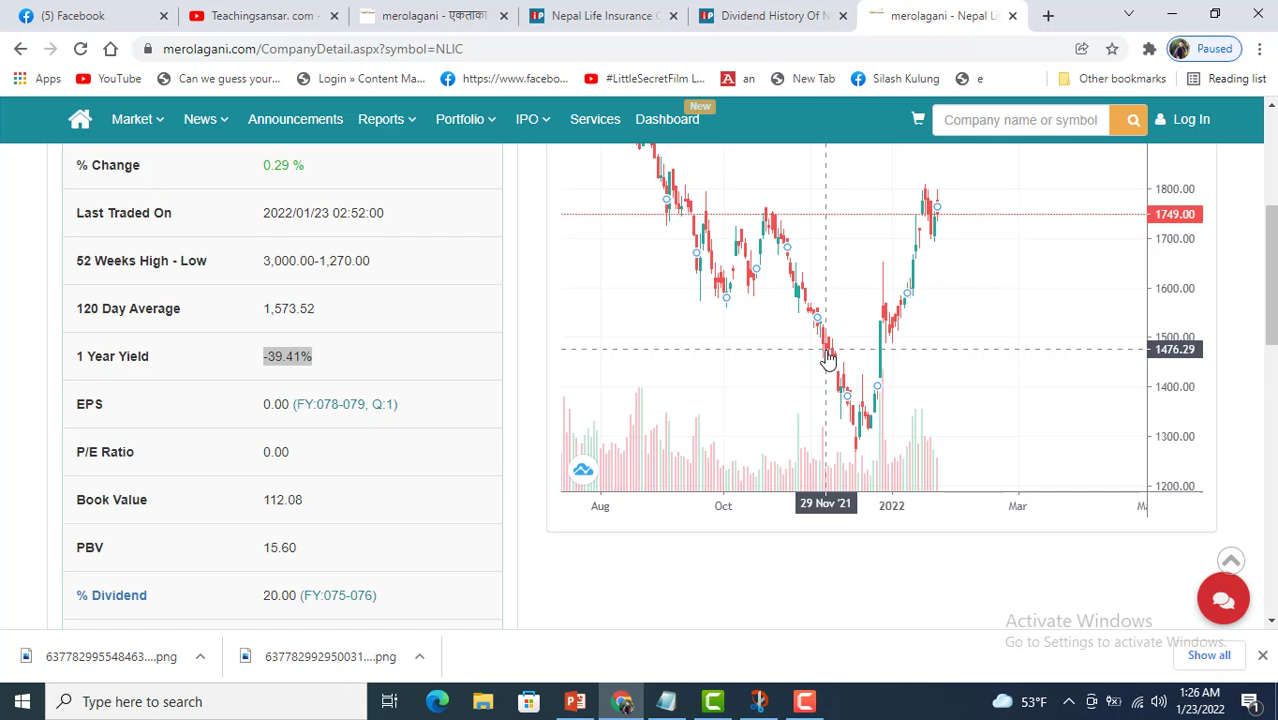 (5) Facebook
Teachingsansar.com -
merolagani - एकताका
Nepal Life Insurance C
Dividend History Of N
merolagani - Nepal Li
merolagani.com/CompanyDetail.aspx?symbol=NLIC
Paused
Apps
YouTube
Can we guess your...
Login » Content Ma...
https://www.facebo...
#LittleSecretFilm L...
an
New Tab
Silash Kulung
e
Other bookmarks
Reading list
New
Market
News
Announcements
Reports
Portfolio
IPO
Services
Dashboard
Company name or symbol
Log In
% Change 0.29 %
Last Traded On 2022/01/23 02:52:00
52 Weeks High - Low 3,000.00-1,270.00
120 Day Average 1,573.52
1 Year Yield -39.41%
EPS 0.00 (FY:078-079, Q:1)
P/E Ratio 0.00
Book Value 112.08
PBV 15.60
% Dividend 20.00 (FY:075-076)
1800.00
1749.00
1700.00
1600.00
1500.00
1476.29
1400.00
1300.00
1200.00
Aug
Oct
29 Nov '21
2022
Mar
Activate Windows
Go to Settings to activate Windows.
637782995548463....png
637782992950031....png
Show all
Type here to search
53°F
1:26 AM
1/23/2022
1